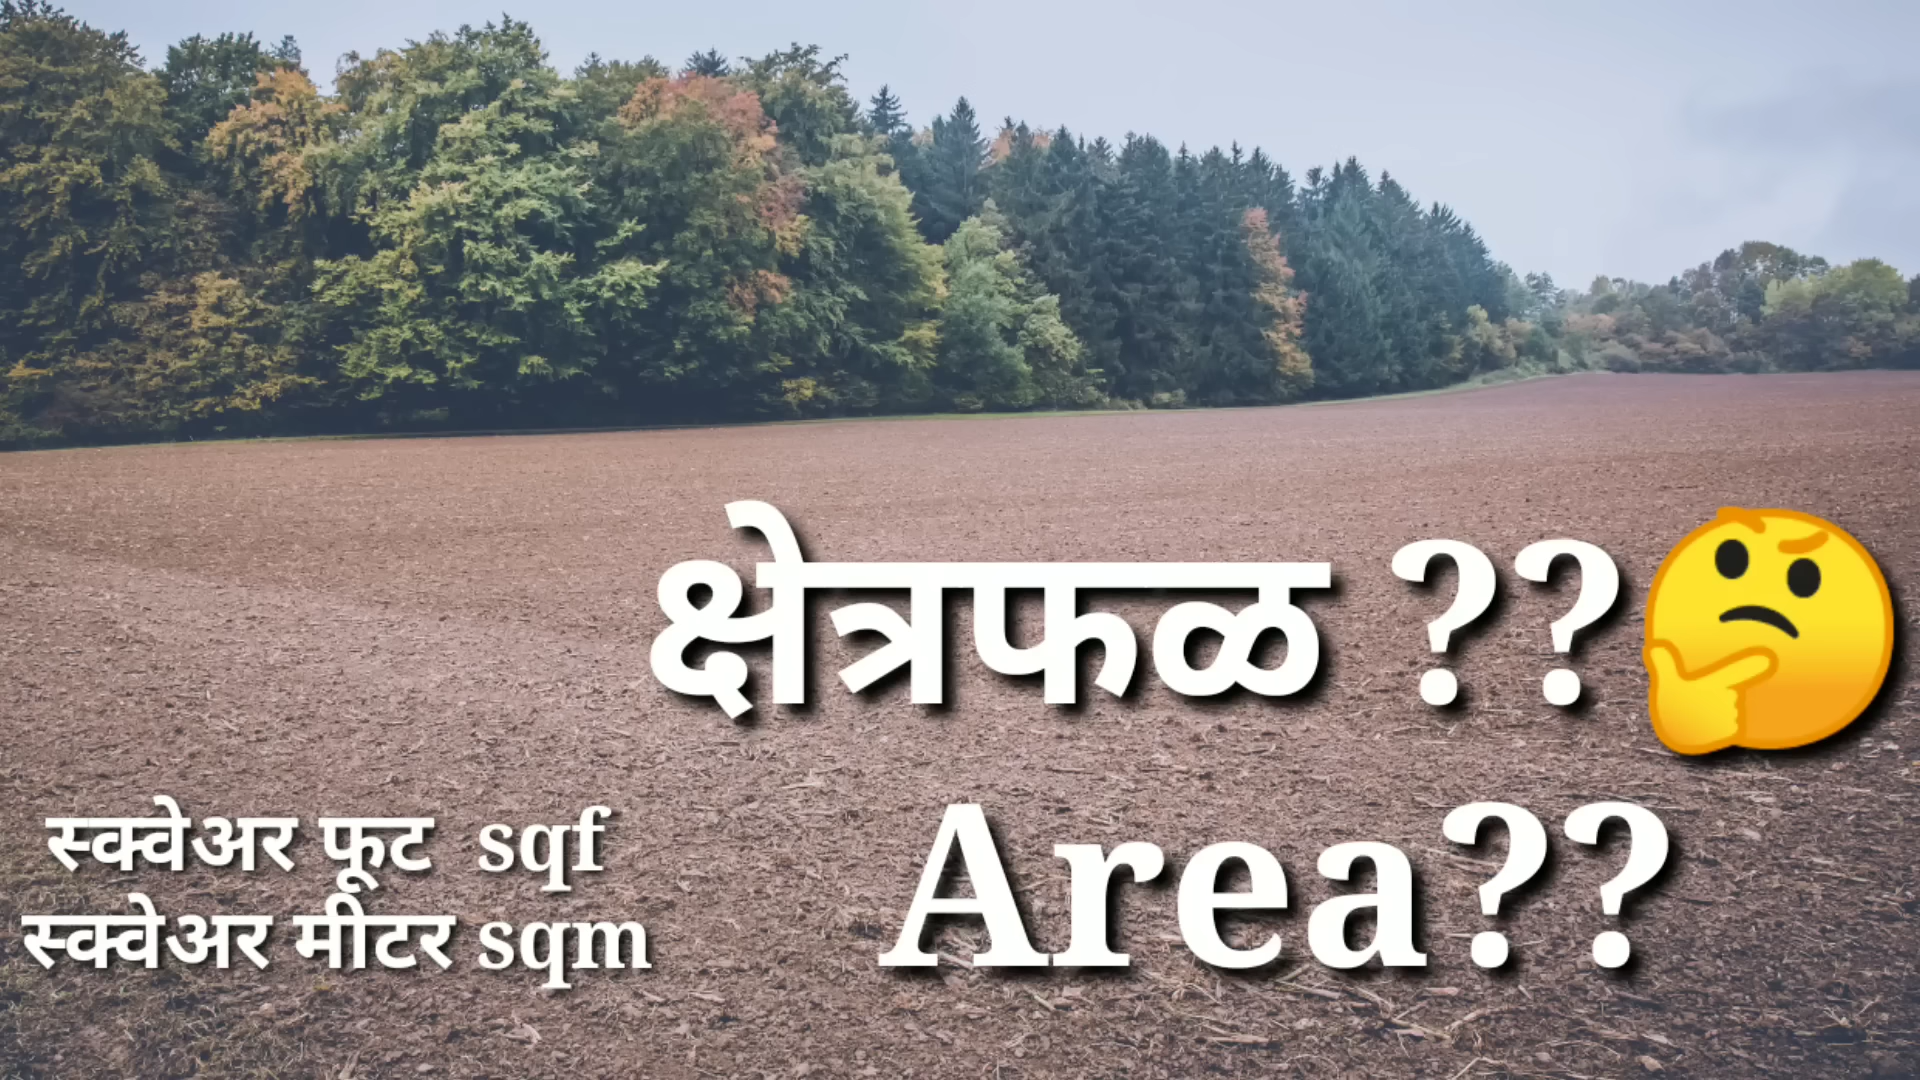 क्षेत्रफळ ??🤔
Area??
स्क्वेअर फूट sqf
स्क्वेअर मीटर sqm